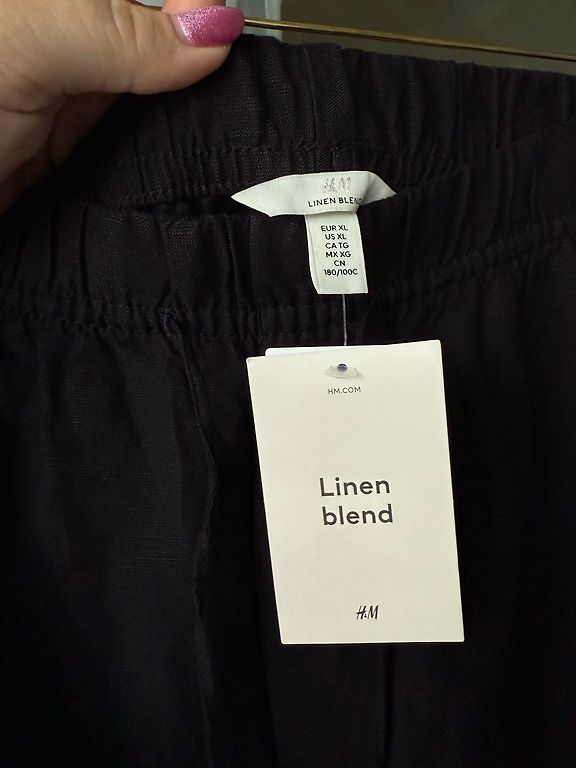 H&M
LINEN BLEND
EUR XL
US XL
CA TG
MX XG
CN
180/100C
HM.COM
Linen
blend
H&M